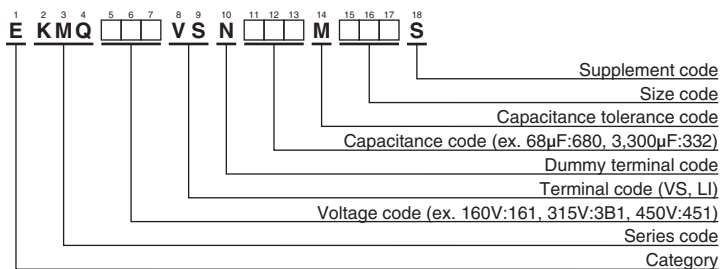 1 2 3 4 5 6 7 8 9 10 11 12 13 14 15 16 17 18
E KMQ □□□ VS N □□□ M □□□ S
Supplement code
Size code
Capacitance tolerance code
Capacitance code (ex. 68μF:680, 3,300μF:332)
Dummy terminal code
Terminal code (VS, LI)
Voltage code (ex. 160V:161, 315V:3B1, 450V:451)
Series code
Category